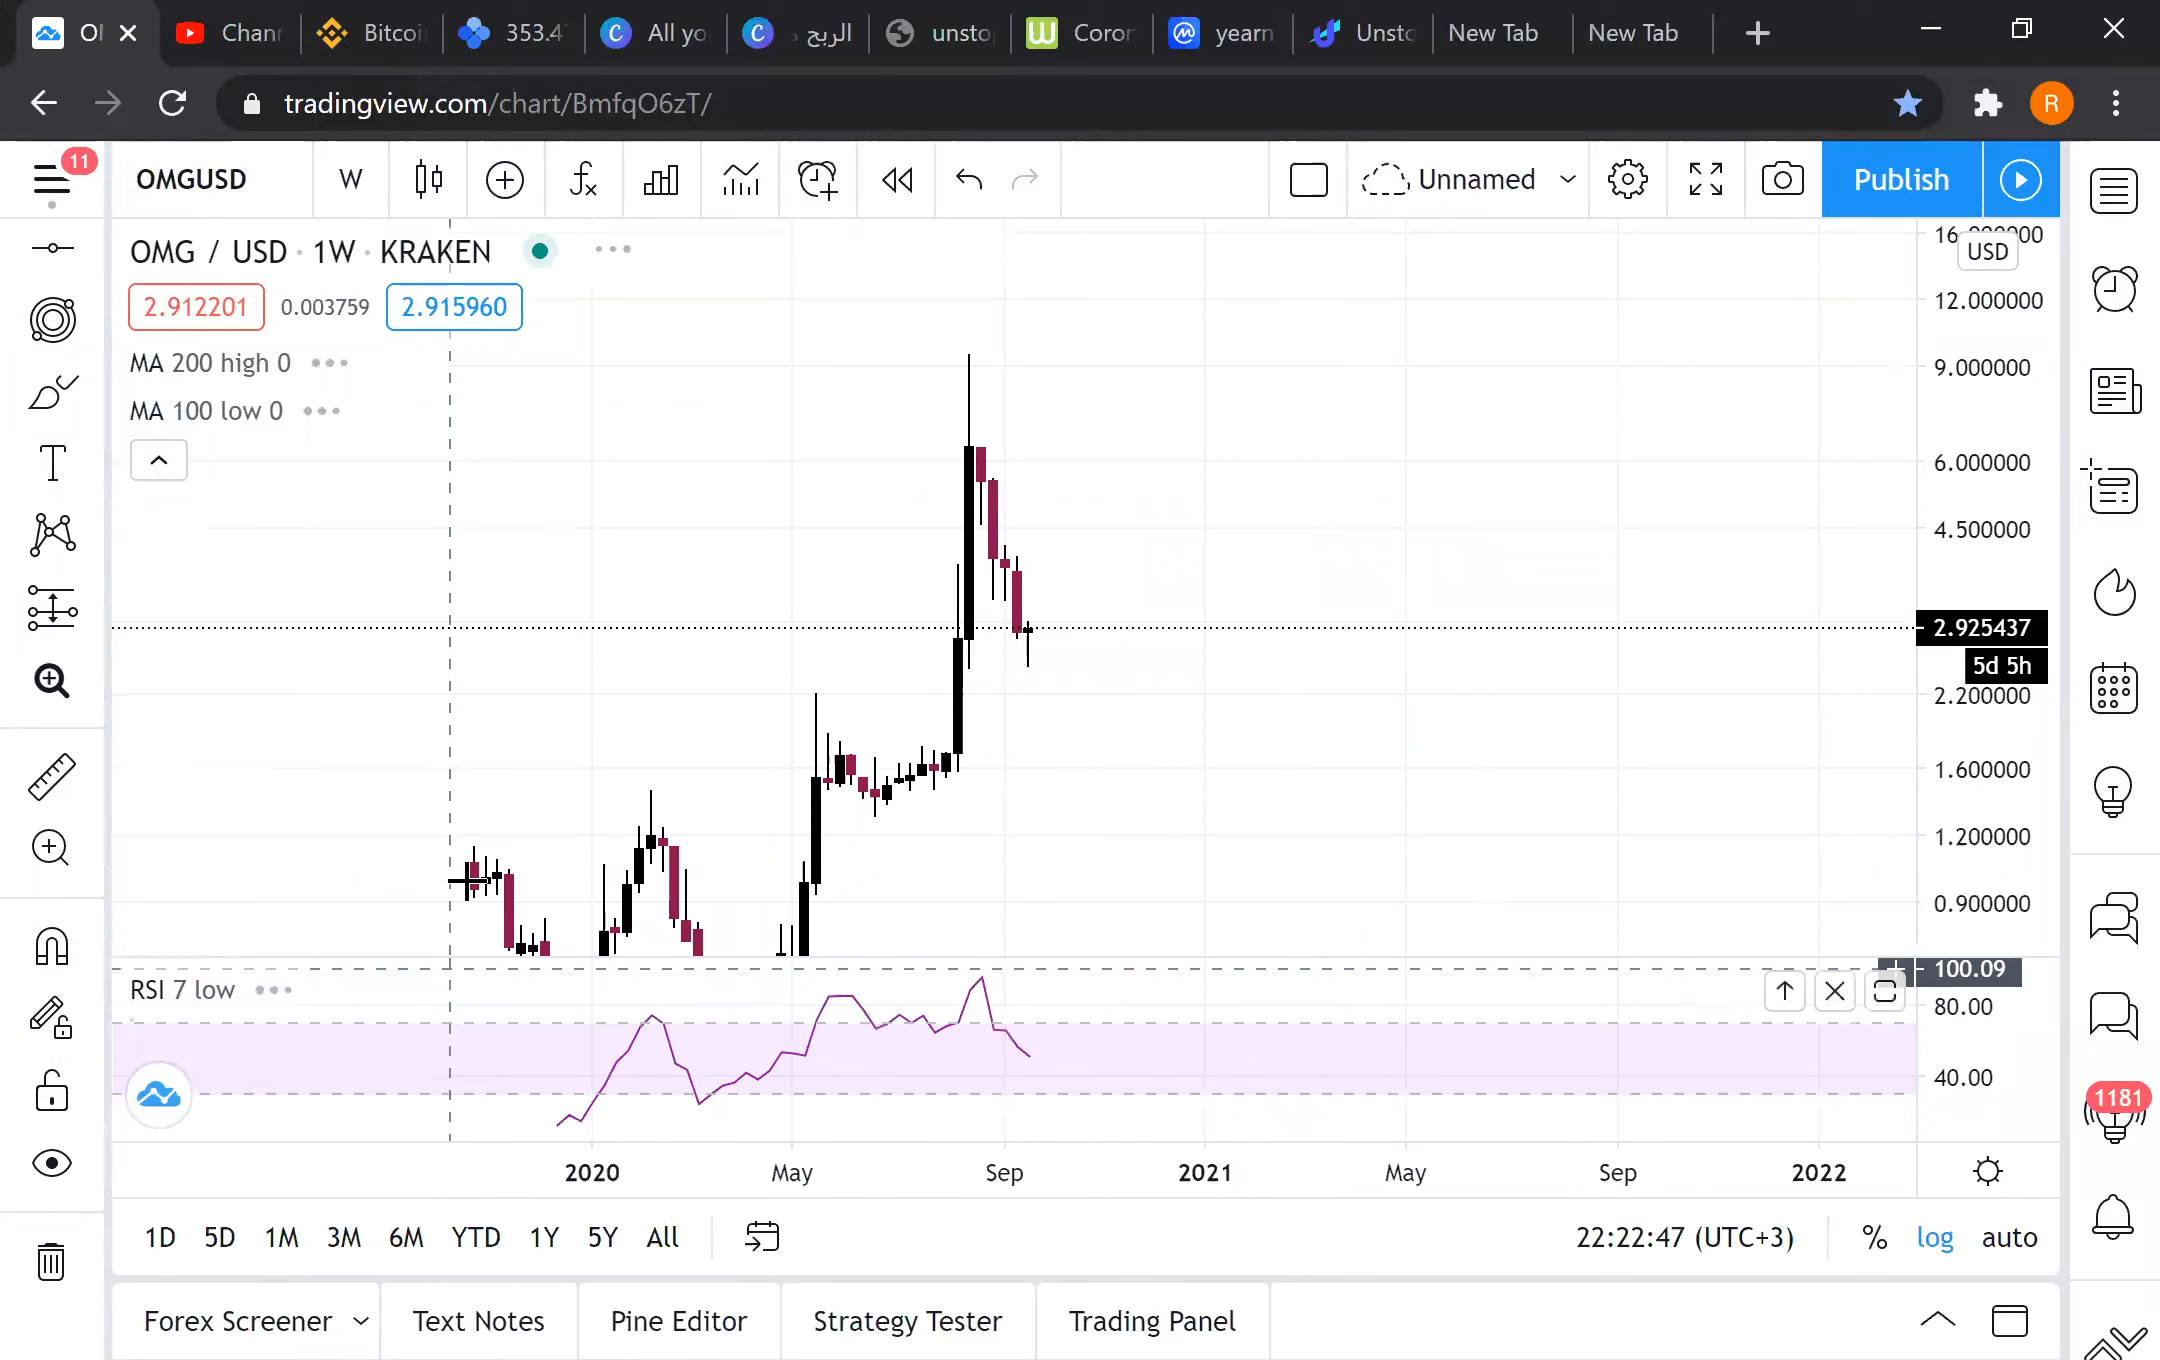 Ol Chan Bitcoi 353.4 All yo الربح unsto Coror yearn Unsto New Tab New Tab
tradingview.com/chart/BmfqO6zT/
R
11
OMGUSD W Unnamed Publish
OMG / USD · 1W · KRAKEN
2.912201 0.003759 2.915960
MA 200 high 0
MA 100 low 0
USD
12.000000
9.000000
6.000000
4.500000
2.925437
5d 5h
2.200000
1.600000
1.200000
0.900000
RSI 7 low
100.09
80.00
40.00
1181
2020 May Sep 2021 May Sep 2022
1D 5D 1M 3M 6M YTD 1Y 5Y All 22:22:47 (UTC+3) % log auto
Forex Screener Text Notes Pine Editor Strategy Tester Trading Panel